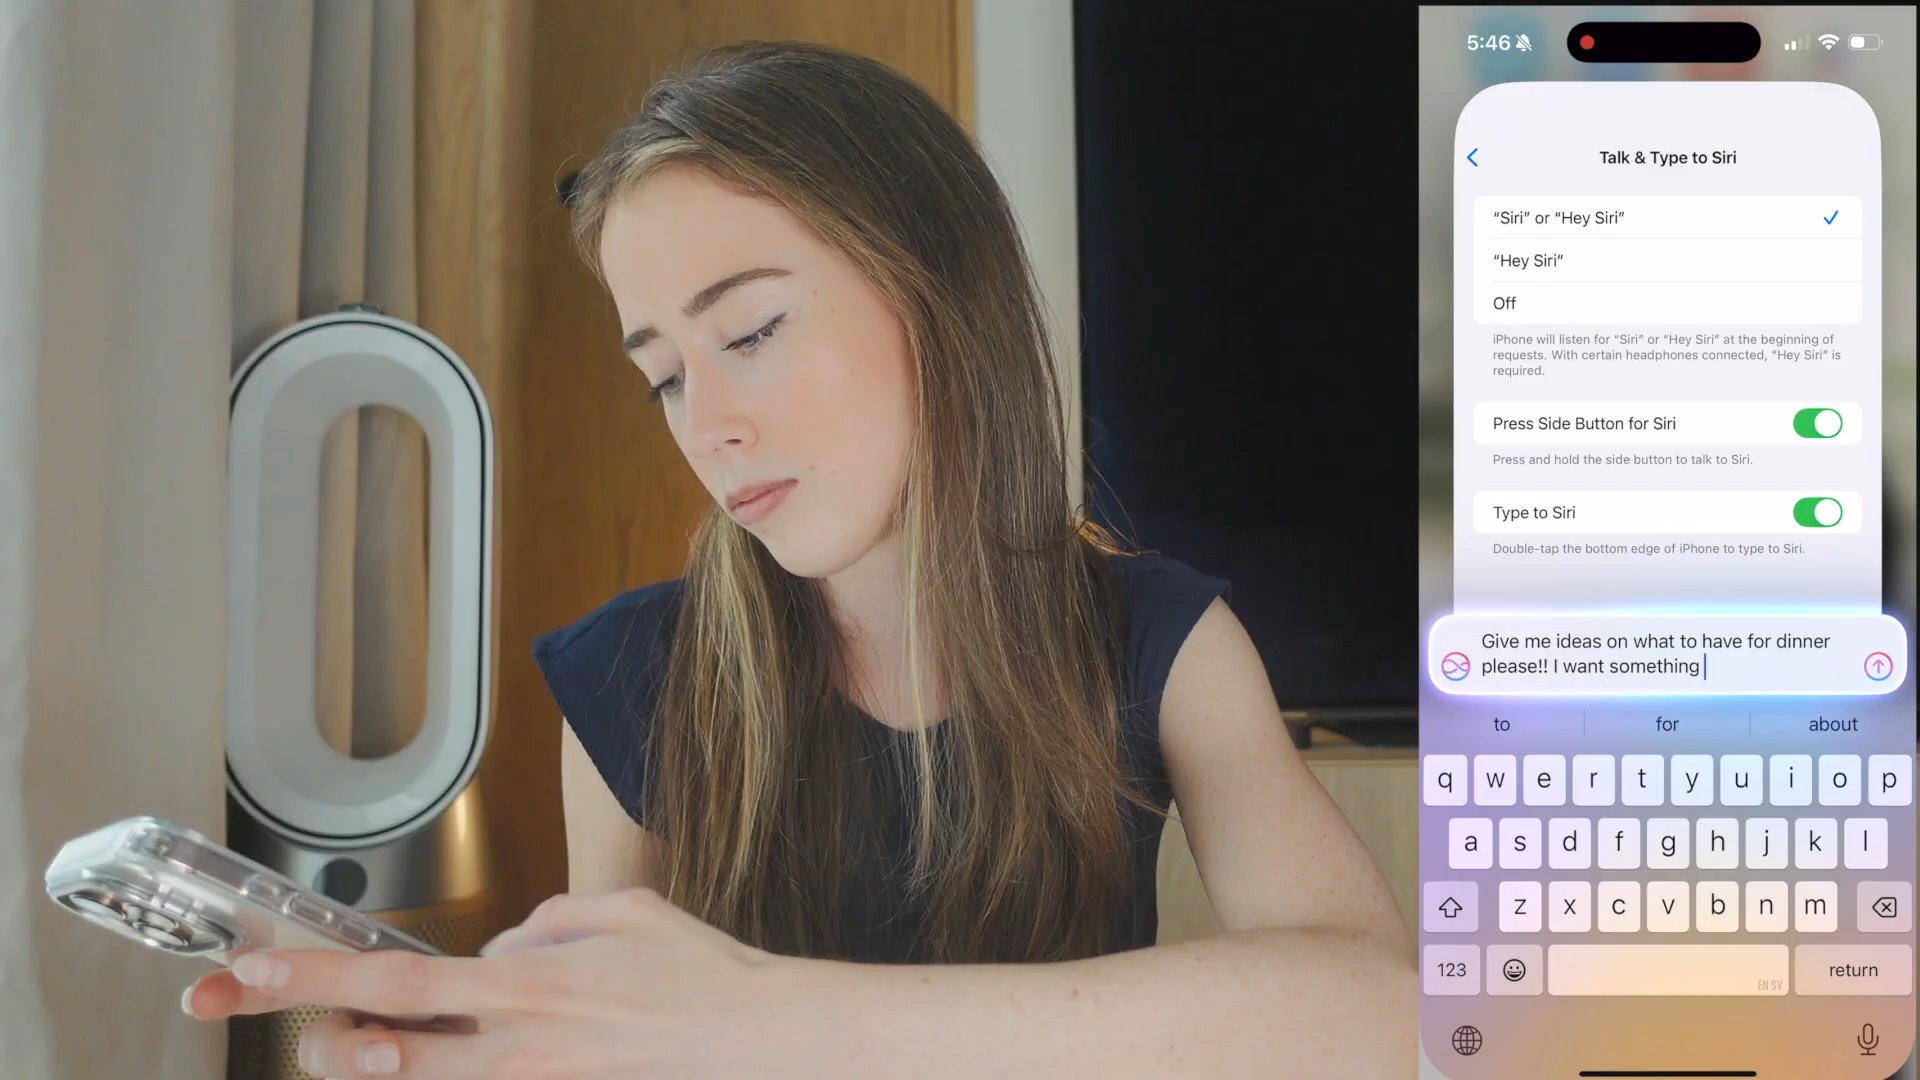 5:46
Talk & Type to Siri
“Siri” or “Hey Siri”
“Hey Siri”
Off
iPhone will listen for “Siri” or “Hey Siri” at the beginning of
requests. With certain headphones connected, “Hey Siri” is
required.
Press Side Button for Siri
Press and hold the side button to talk to Siri.
Type to Siri
Double-tap the bottom edge of iPhone to type to Siri.
Give me ideas on what to have for dinner
please!! I want something
to for about
q w e r t y u i o p
a s d f g h j k l
z x c v b n m
123 EN SV return